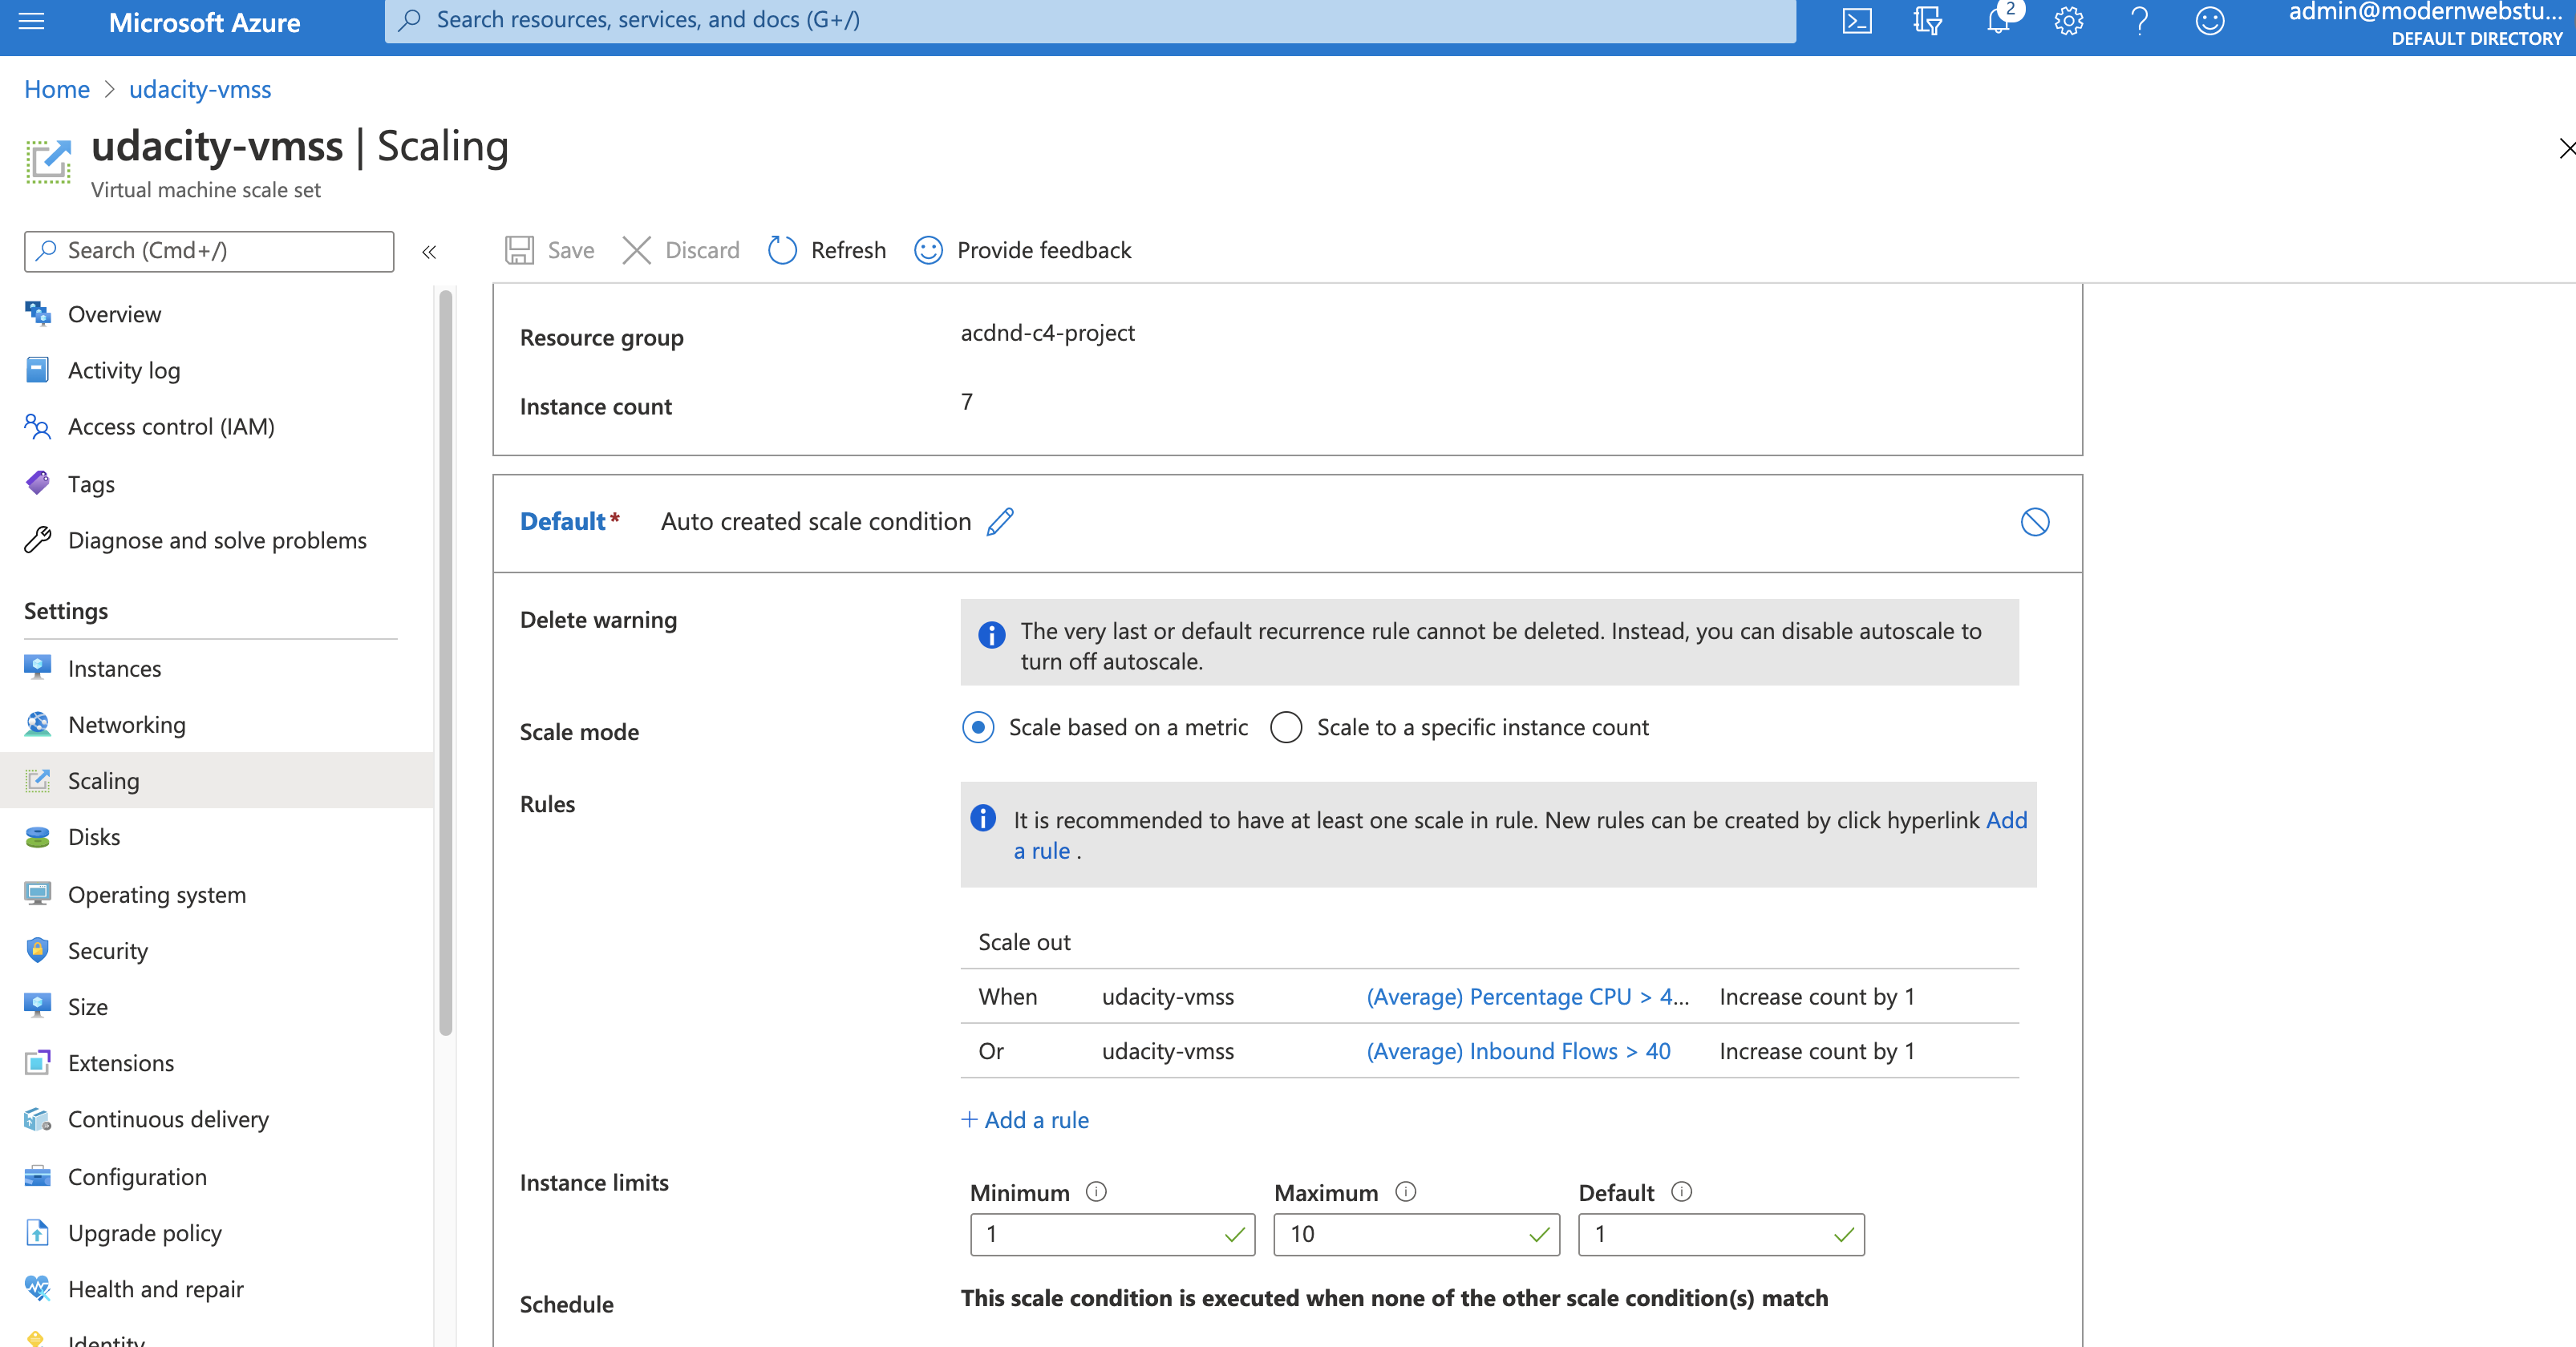 Microsoft Azure
Search resources, services, and docs (G+/)
2
admin@modernwebstu...
DEFAULT DIRECTORY
Home > udacity-vmss
udacity-vmss | Scaling
Virtual machine scale set
Search (Cmd+/)
«
Save
Discard
Refresh
Provide feedback
Overview
Activity log
Access control (IAM)
Tags
Diagnose and solve problems
Settings
Instances
Networking
Scaling
Disks
Operating system
Security
Size
Extensions
Continuous delivery
Configuration
Upgrade policy
Health and repair
Identity
Resource group acdnd-c4-project
Instance count 7
Default* Auto created scale condition
Delete warning
The very last or default recurrence rule cannot be deleted. Instead, you can disable autoscale to
turn off autoscale.
Scale mode Scale based on a metric Scale to a specific instance count
Rules
It is recommended to have at least one scale in rule. New rules can be created by click hyperlink Add
a rule .
Scale out
When udacity-vmss (Average) Percentage CPU > 4... Increase count by 1
Or udacity-vmss (Average) Inbound Flows > 40 Increase count by 1
+ Add a rule
Instance limits
Minimum Maximum Default
1 10 1
Schedule This scale condition is executed when none of the other scale condition(s) match